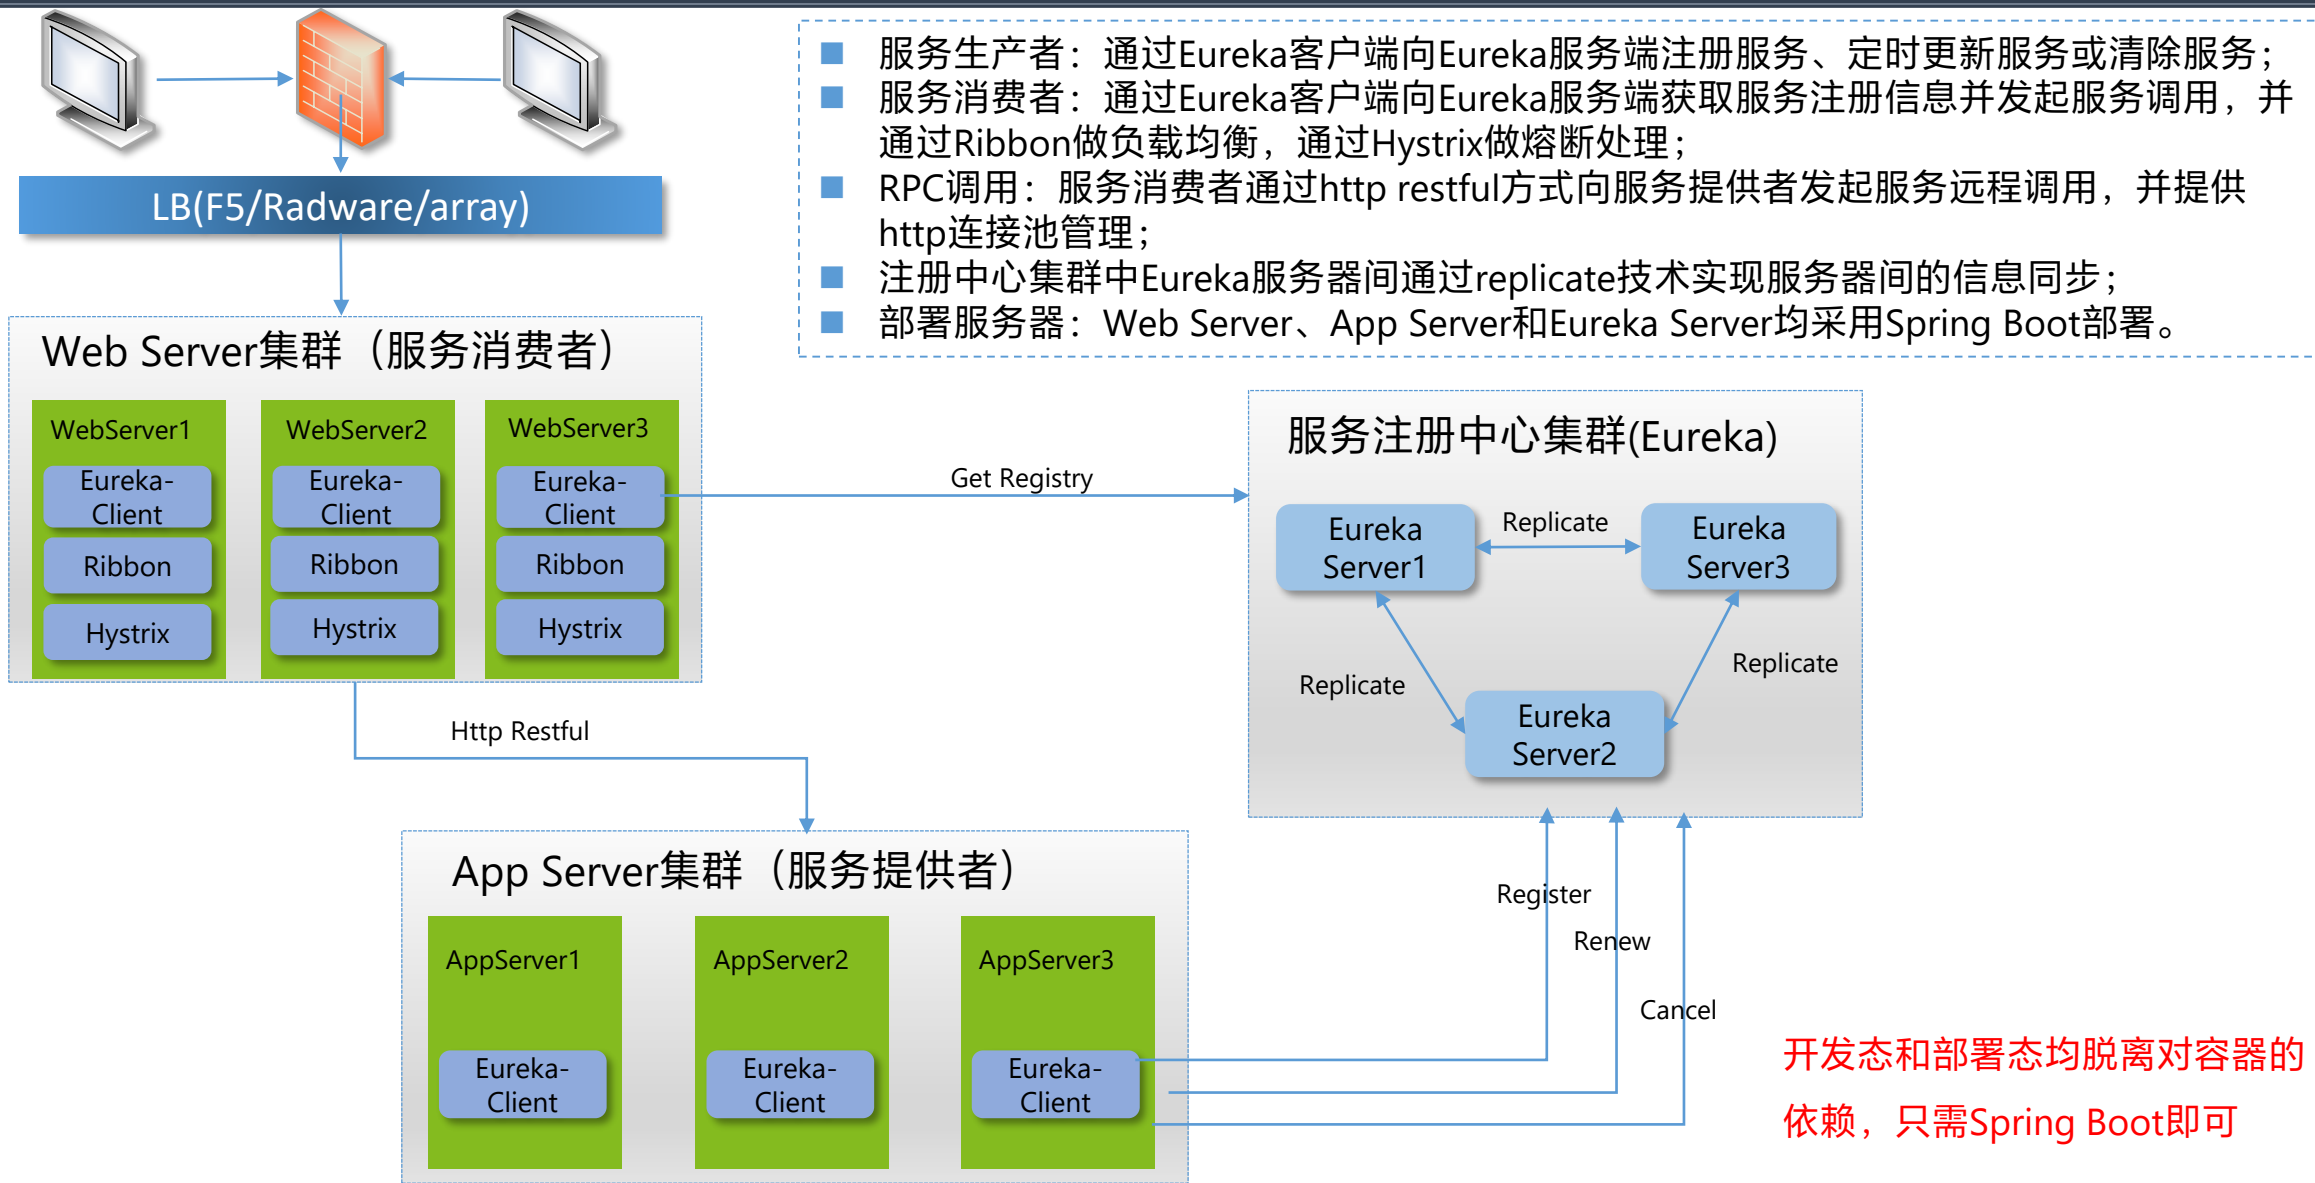 服务生产者：通过Eureka客户端向Eureka服务端注册服务、定时更新服务或清除服务；
服务消费者：通过Eureka客户端向Eureka服务端获取服务注册信息并发起服务调用，并
通过Ribbon做负载均衡，通过Hystrix做熔断处理；
RPC调用：服务消费者通过http restful方式向服务提供者发起服务远程调用，并提供
http连接池管理；
注册中心集群中Eureka服务器间通过replicate技术实现服务器间的信息同步；
部署服务器：Web Server、App Server和Eureka Server均采用Spring Boot部署。
LB(F5/Radware/array)
Web Server集群（服务消费者）
WebServer1
Eureka-
Client
Ribbon
Hystrix
WebServer2
Eureka-
Client
Ribbon
Hystrix
WebServer3
Eureka-
Client
Ribbon
Hystrix
Get Registry
服务注册中心集群(Eureka)
Eureka
Server1
Replicate
Eureka
Server3
Replicate
Replicate
Eureka
Server2
Http Restful
App Server集群（服务提供者）
AppServer1
Eureka-
Client
AppServer2
Eureka-
Client
AppServer3
Eureka-
Client
Register
Renew
Cancel
开发态和部署态均脱离对容器的
依赖，只需Spring Boot即可